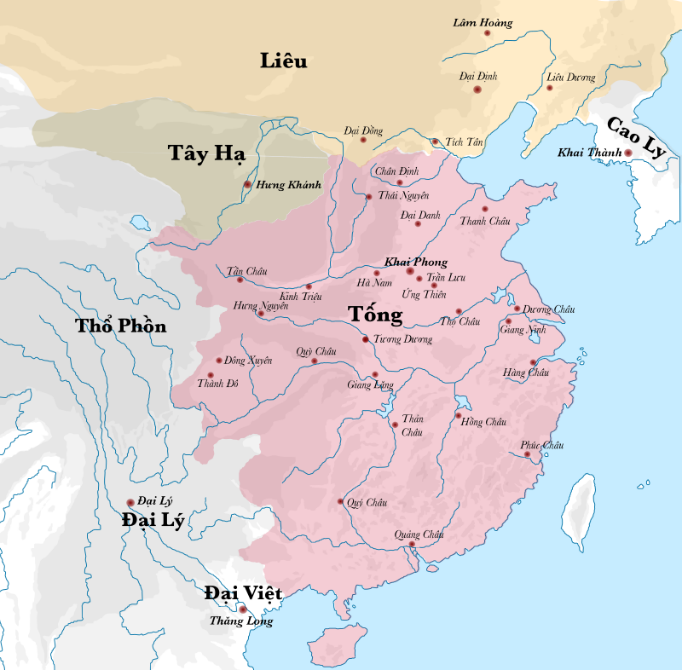 Lâm Hoàng
Liêu
Đại Định
Liêu Dương
Cao Ly
Khai Thành
Đại Đồng
Tích Tân
Tây Hạ
Hưng Khánh
Chân Định
Thái Nguyên
Đại Danh
Thanh Châu
Khai Phong
Tần Châu
Hà Nam
Trần Lưu
Kinh Triệu
Ứng Thiên
Hưng Nguyên
Tống
Thọ Châu
Dương Châu
Giang Ninh
Thổ Phồn
Tương Dương
Quỳ Châu
Đông Xuyên
Thành Đô
Giang Lăng
Hàng Châu
Hồng Châu
Châu
Phúc Châu
Đại Lý
Đại Lý
Quý Châu
Quảng Châu
Đại Việt
Thăng Long